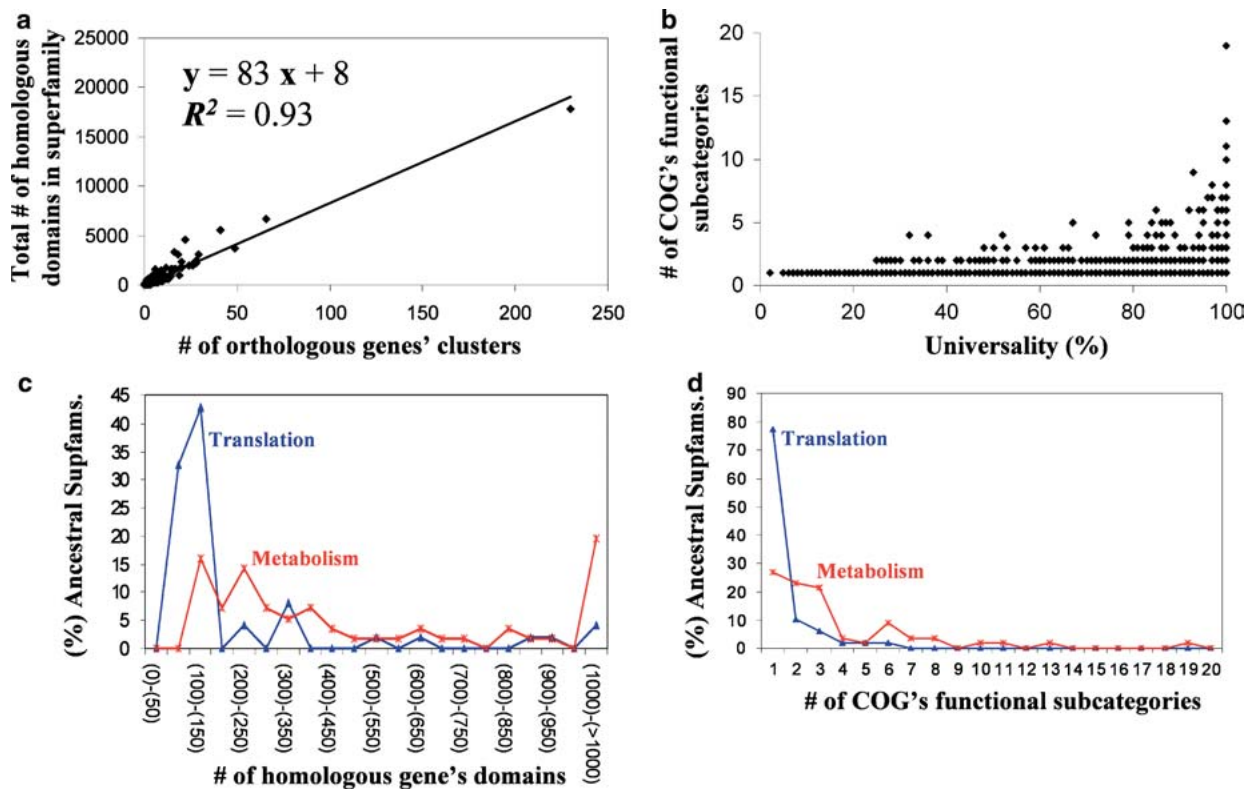 a
Total # of homologous
domains in superfamily
25000
20000
15000
10000
5000
0
y = 83 x + 8
R² = 0.93
0 50 100 150 200 250
# of orthologous genes' clusters
b
# of COG's functional
subcategories
20
15
10
5
0
0 20 40 60 80 100
Universality (%)
c
(%) Ancestral Supfams.
45
40
35
30
25
20
15
10
5
0
Translation
Metabolism
(0)-(50)
(100)-(150)
(200)-(250)
(300)-(350)
(400)-(450)
(500)-(550)
(600)-(650)
(700)-(750)
(800)-(850)
(900)-(950)
(1000)-(>1000)
# of homologous gene's domains
d
(%) Ancestral Supfams.
90
80
70
60
50
40
30
20
10
0
Translation
Metabolism
1 2 3 4 5 6 7 8 9 10 11 12 13 14 15 16 17 18 19 20
# of COG's functional subcategories